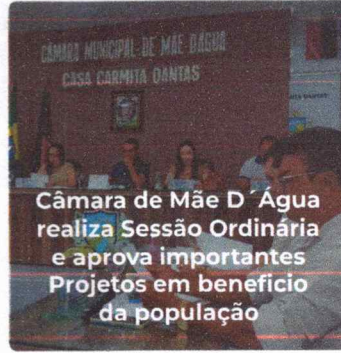 CÂMARA MUNICIPAL DE MÃE DAGUA
CASA CARMITA DANTAS
Câmara de Mãe D ´Água
realiza Sessão Ordinária
e aprova importantes
Projetos em beneficio
da população